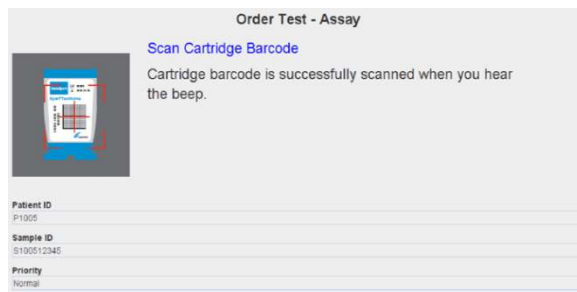 Order Test - Assay
Scan Cartridge Barcode
Cartridge barcode is successfully scanned when you hear
the beep.
Patient ID
P1005
Sample ID
S100512345
Priority
Normal